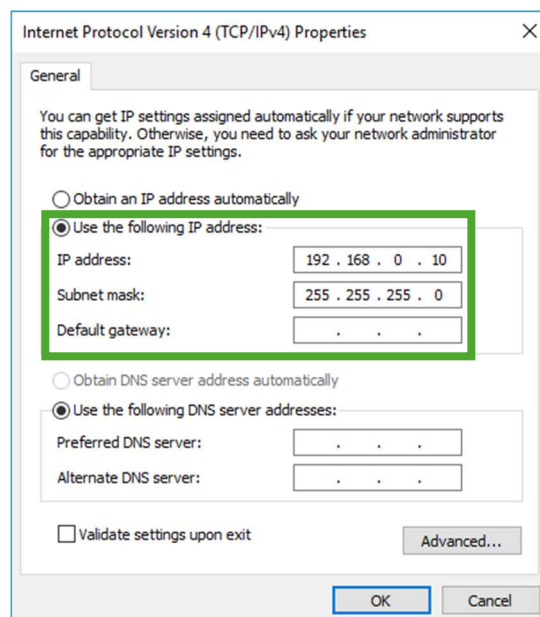 Internet Protocol Version 4 (TCP/IPv4) Properties
General
You can get IP settings assigned automatically if your network supports
this capability. Otherwise, you need to ask your network administrator
for the appropriate IP settings.
Obtain an IP address automatically
Use the following IP address:
IP address: 192 . 168 . 0 . 10
Subnet mask: 255 . 255 . 255 . 0
Default gateway: . . .
Obtain DNS server address automatically
Use the following DNS server addresses:
Preferred DNS server: . . .
Alternate DNS server: . . .
Validate settings upon exit
Advanced...
OK Cancel